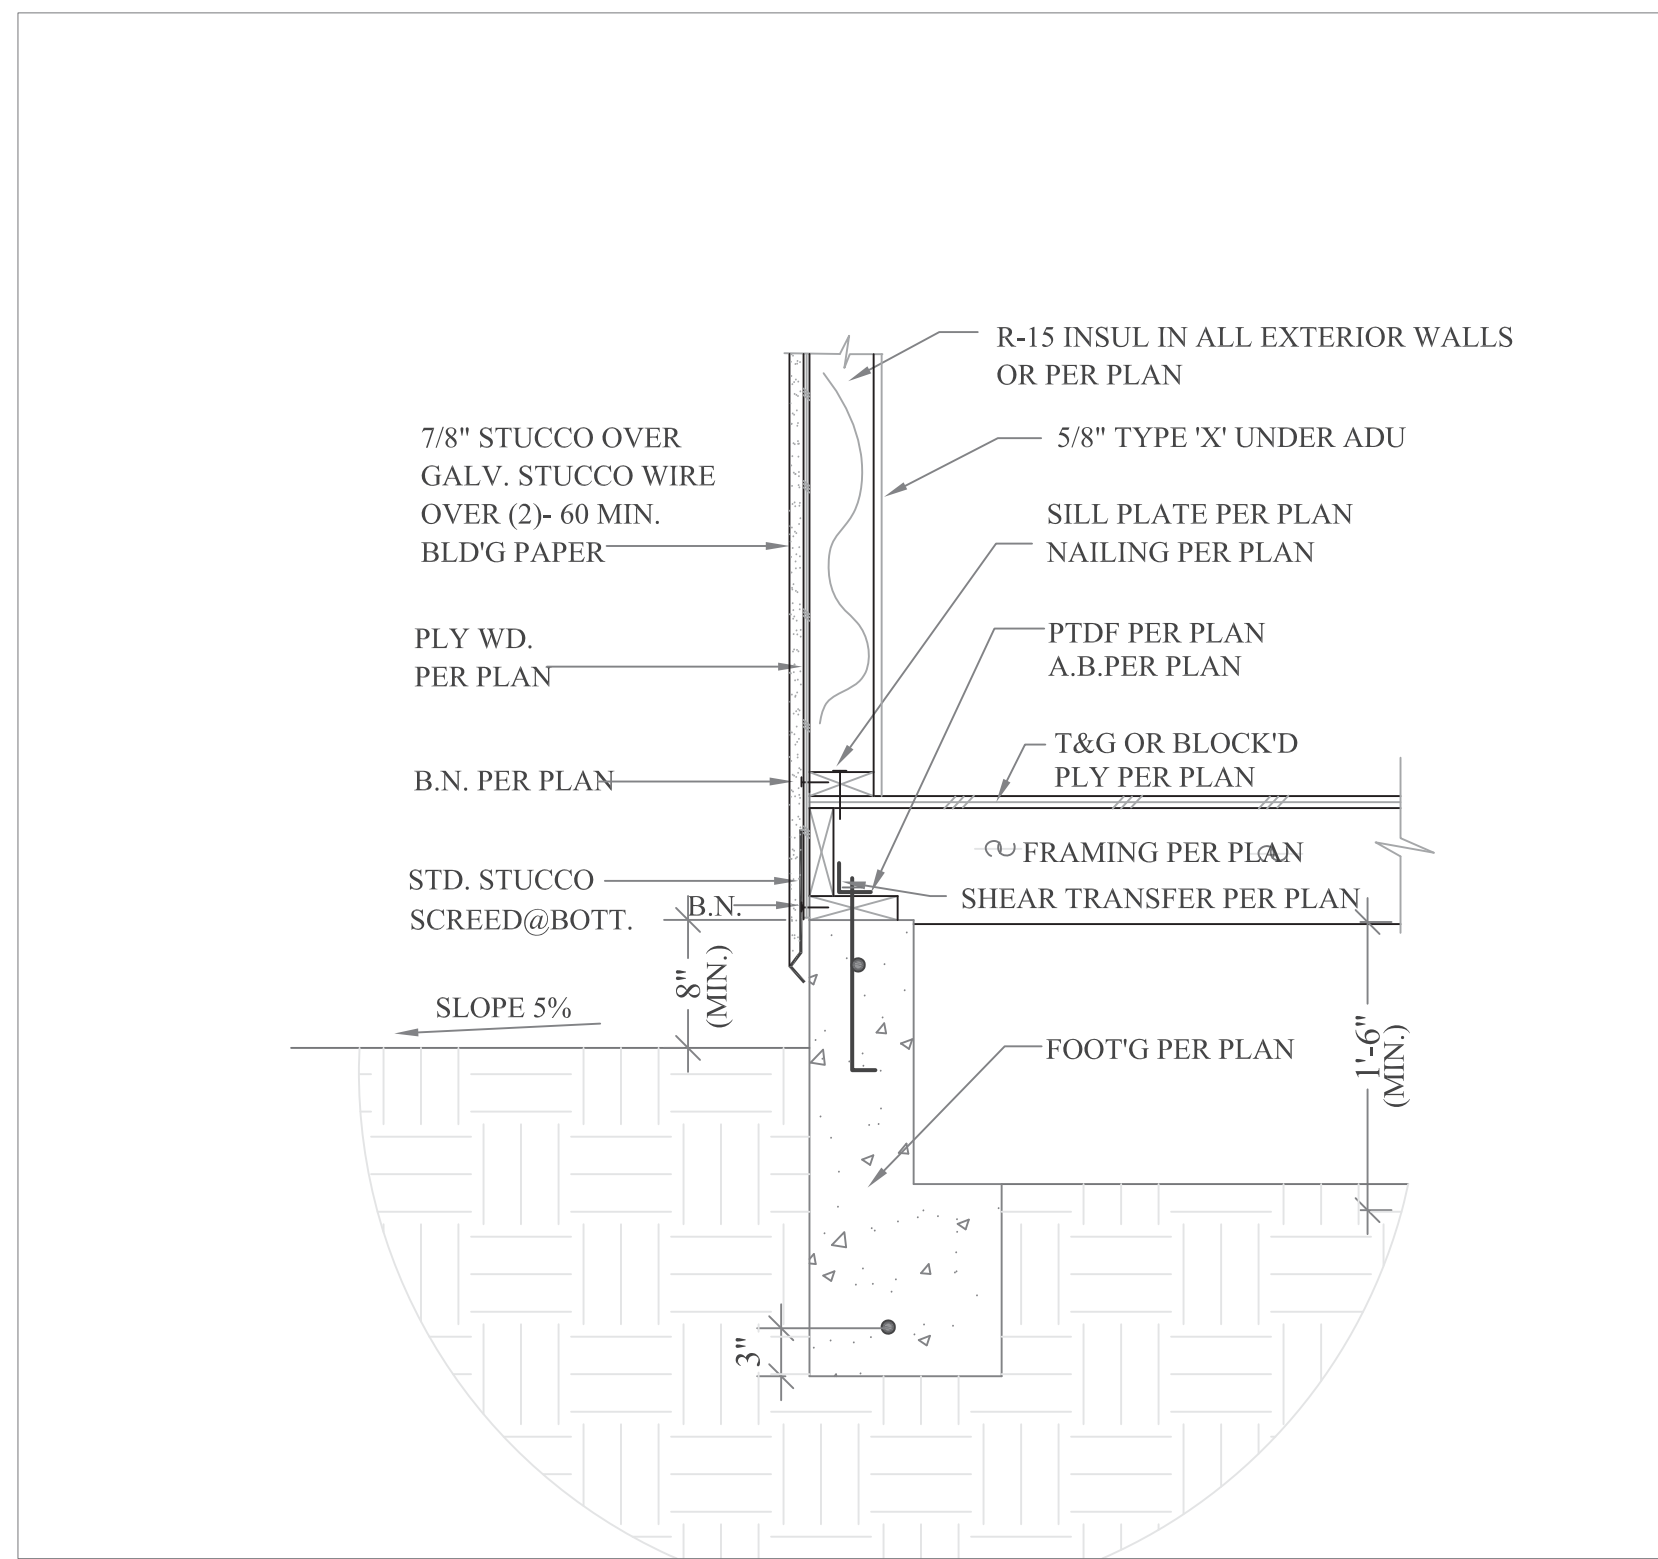 R-15 INSUL IN ALL EXTERIOR WALLS
OR PER PLAN
7/8" STUCCO OVER
GALV. STUCCO WIRE
OVER (2)- 60 MIN.
BLD'G PAPER
5/8" TYPE 'X' UNDER ADU
SILL PLATE PER PLAN
NAILING PER PLAN
PLY WD.
PER PLAN
PTDF PER PLAN
A.B.PER PLAN
T&G OR BLOCK'D
PLY PER PLAN
B.N. PER PLAN
FRAMING PER PLAN
STD. STUCCO
SCREED@BOTT.
B.N.
SHEAR TRANSFER PER PLAN
8"
(MIN.)
SLOPE 5%
FOOT'G PER PLAN
1'-6"
(MIN.)
3"